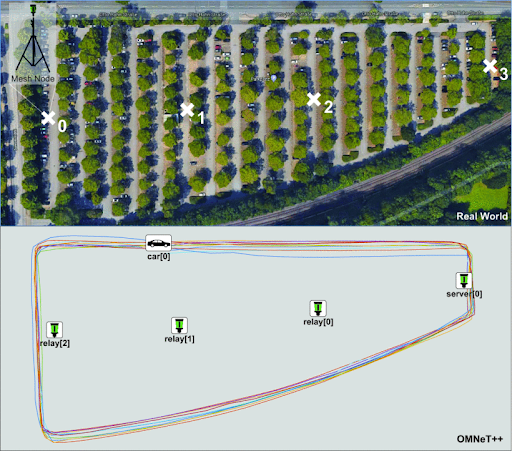 Mesh Node
0
1
2
3
Real World
car[0]
server[0]
relay[0]
relay[1]
relay[2]
OMNeT++